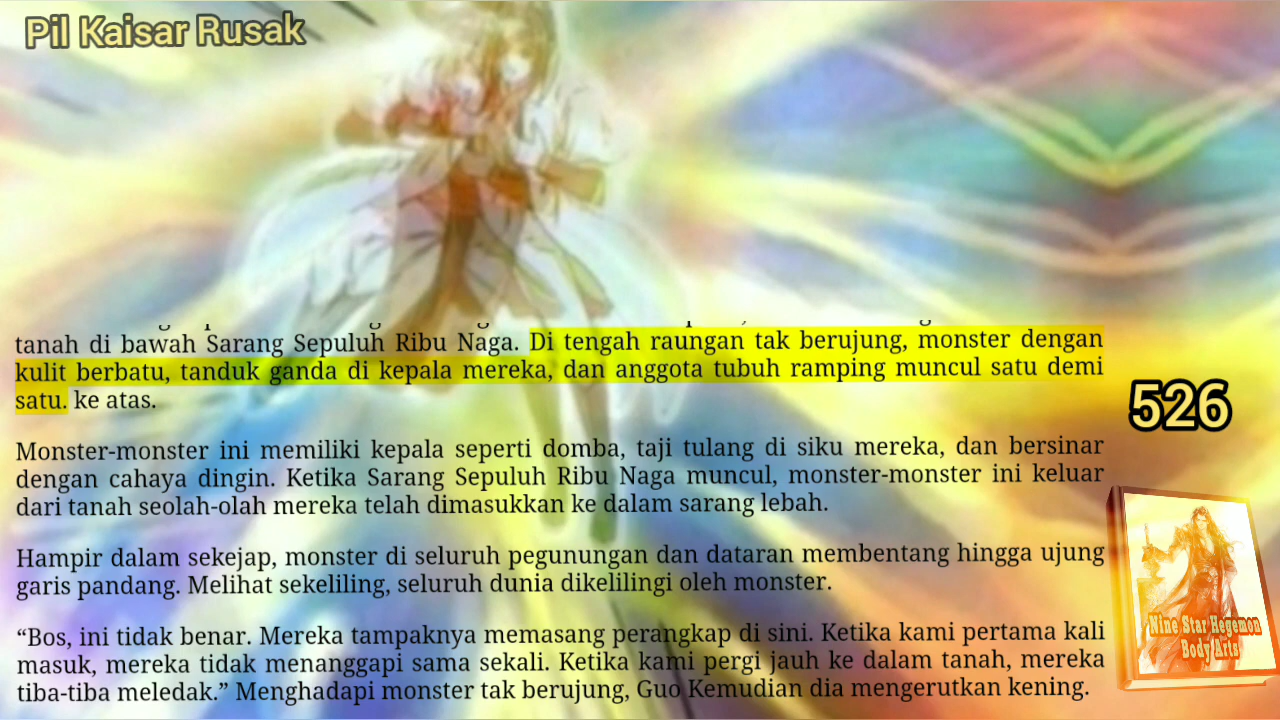 Pil Kaisar Rusak
tanah di bawah Sarang Sepuluh Ribu Naga. Di tengah raungan tak berujung, monster dengan
kulit berbatu, tanduk ganda di kepala mereka, dan anggota tubuh ramping muncul satu demi
satu. ke atas.
Monster-monster ini memiliki kepala seperti domba, taji tulang di siku mereka, dan bersinar
dengan cahaya dingin. Ketika Sarang Sepuluh Ribu Naga muncul, monster-monster ini keluar
dari tanah seolah-olah mereka telah dimasukkan ke dalam sarang lebah.
Hampir dalam sekejap, monster di seluruh pegunungan dan dataran membentang hingga ujung
garis pandang. Melihat sekeliling, seluruh dunia dikelilingi oleh monster.
“Bos, ini tidak benar. Mereka tampaknya memasang perangkap di sini. Ketika kami pertama kali
masuk, mereka tidak menanggapi sama sekali. Ketika kami pergi jauh ke dalam tanah, mereka
tiba-tiba meledak.” Menghadapi monster tak berujung, Guo Kemudian dia mengerutkan kening.
526
Nine Star Hegemon
Body Arts